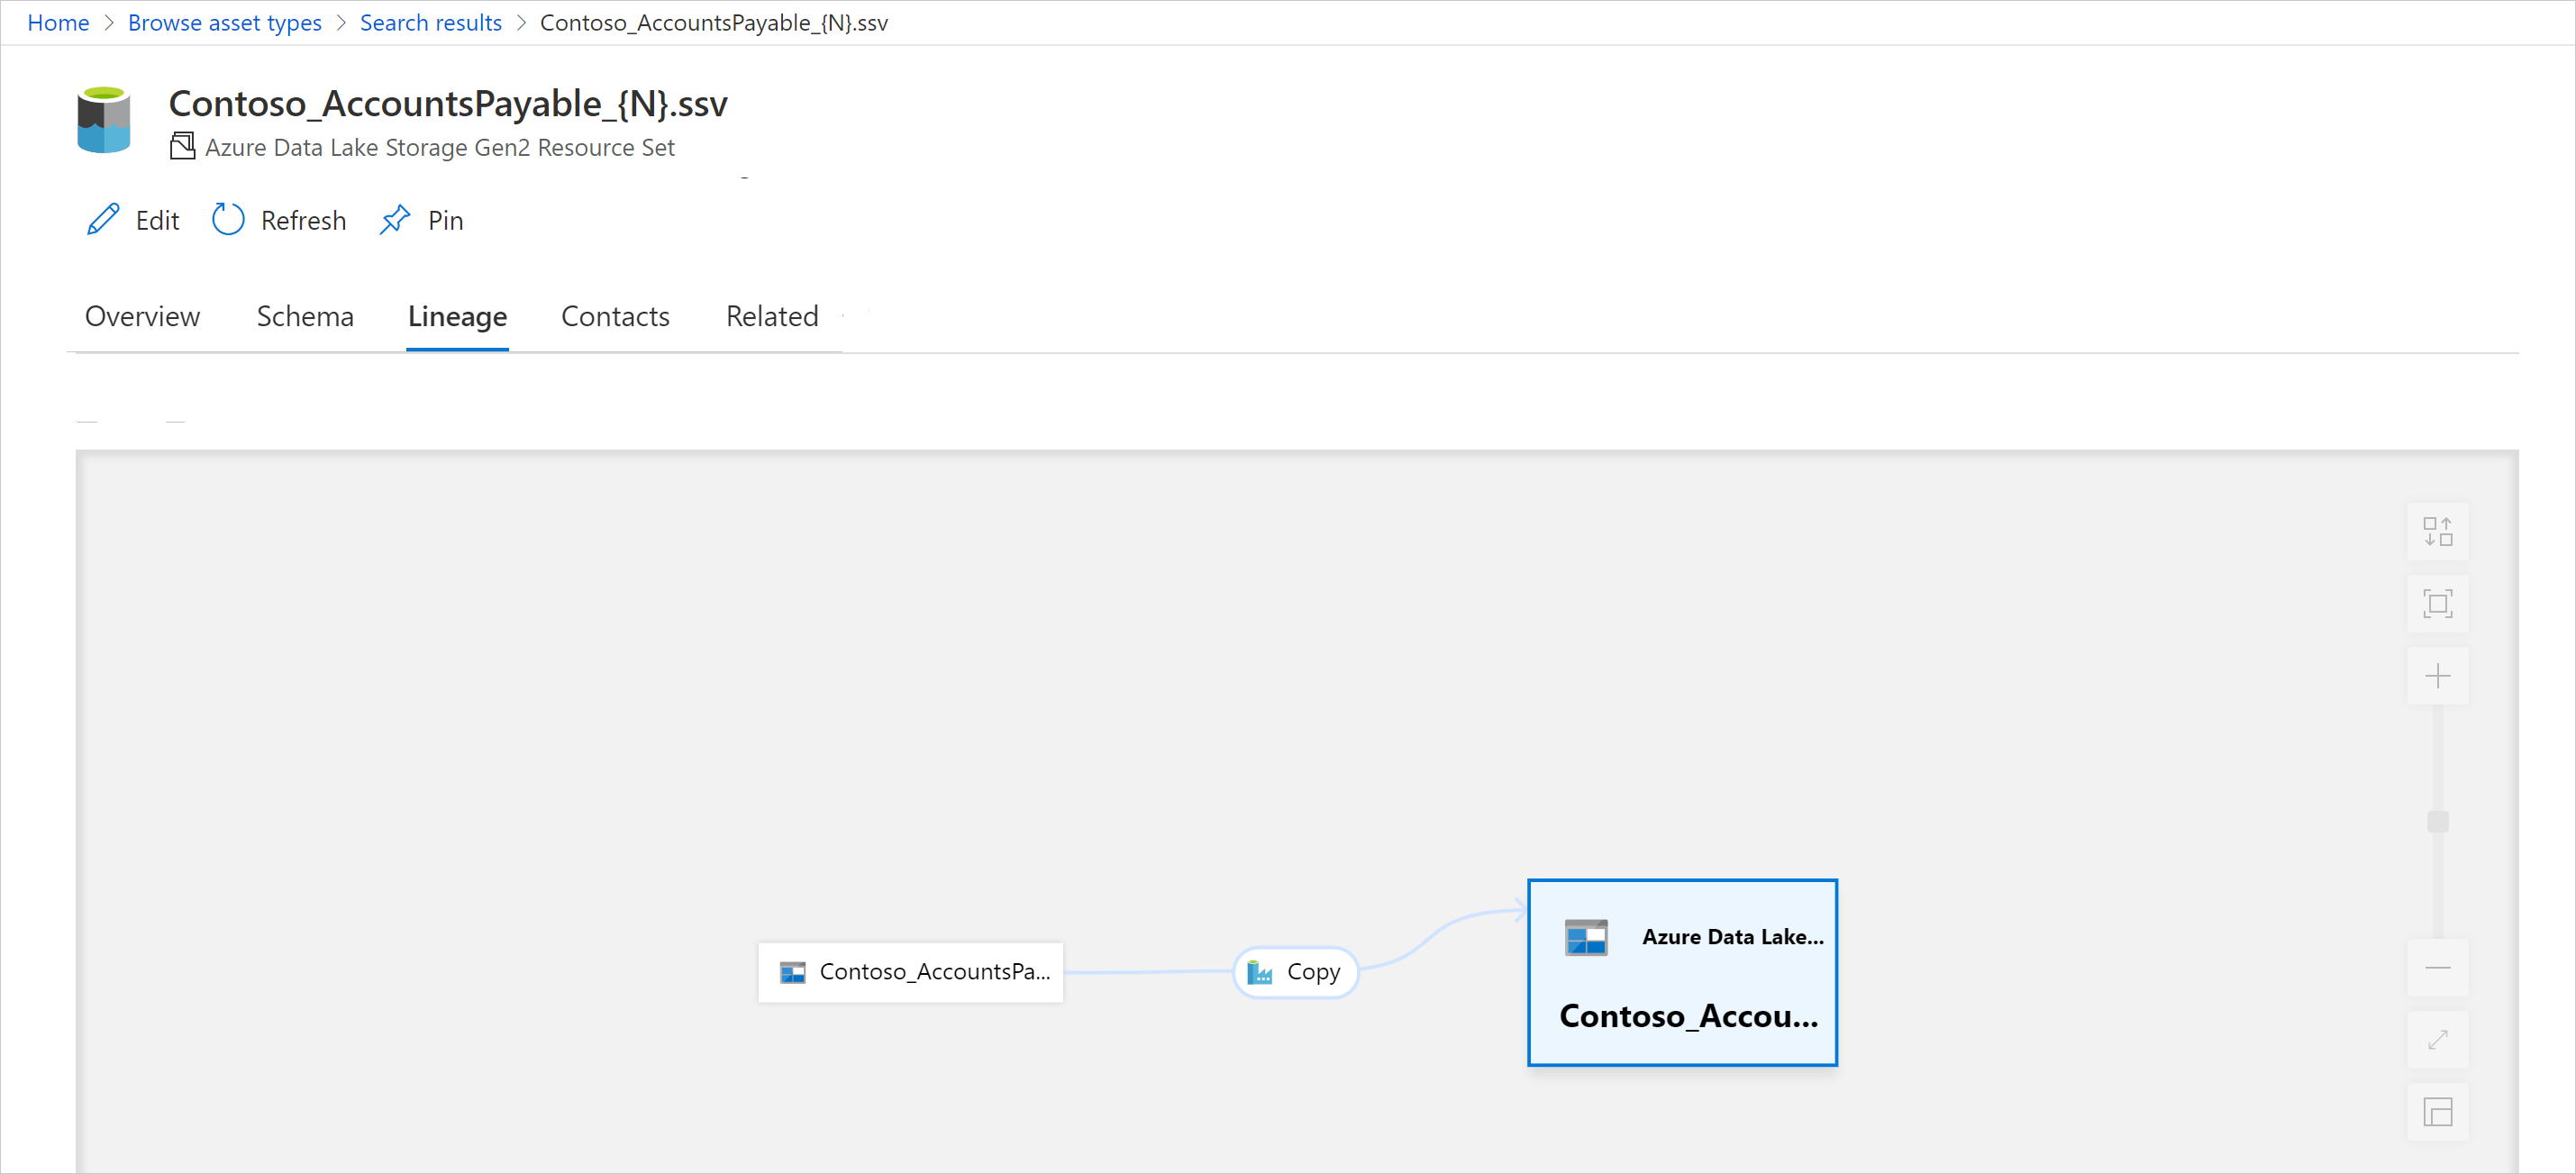 Home > Browse asset types > Search results > Contoso_AccountsPayable_{N}.ssv
Contoso_AccountsPayable_{N}.ssv
Azure Data Lake Storage Gen2 Resource Set
Edit Refresh Pin
Overview Schema Lineage Contacts Related
Azure Data Lake...
Contoso_AccountsPa... Copy
Contoso_Accou...